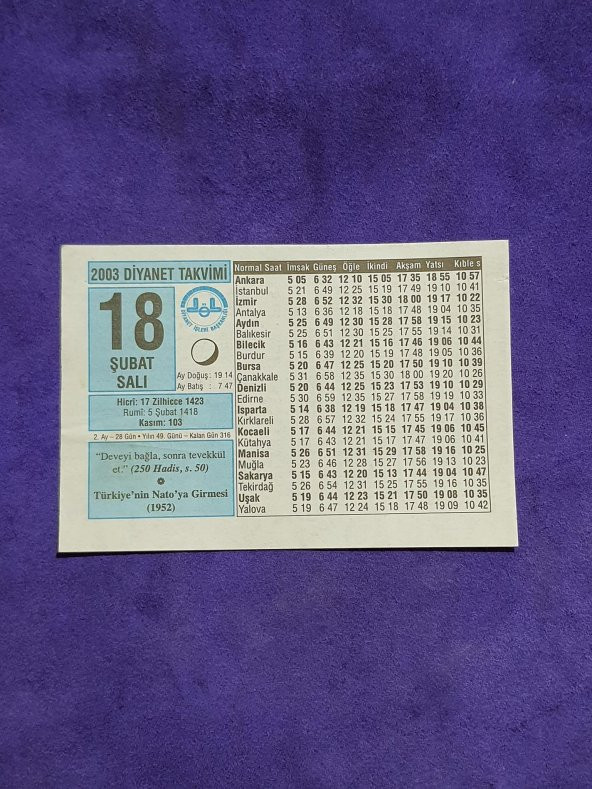 2003 DİYANET TAKVİMİ
18
ŞUBAT
SALI
DİYANET İŞLERİ BAŞKANLIĞI
Ay Doğuş: 19 14
Ay Batış : 7 47
Hicrî: 17 Zilhicce 1423
Rumî: 5 Şubat 1418
Kasım: 103
2. Ay – 28 Gün • Yılın 49. Günü – Kalan Gün 316
“Deveyi bağla, sonra tevekkül
et.” (250 Hadis, s. 50)
Türkiye'nin Nato'ya Girmesi
(1952)
Normal Saat İmsak Güneş Öğle İkindi Akşam Yatsı Kıble s
Ankara 5 05 6 32 12 10 15 05 17 35 18 55 10 57
İstanbul 5 21 6 49 12 25 15 19 17 49 19 10 10 41
İzmir 5 28 6 52 12 32 15 30 18 00 19 17 10 22
Antalya 5 13 6 36 12 18 15 18 17 48 19 04 10 35
Aydın 5 25 6 49 12 30 15 28 17 58 19 15 10 23
Balıkesir 5 25 6 51 12 30 15 25 17 55 19 14 10 31
Bilecik 5 16 6 43 12 21 15 16 17 46 19 06 10 44
Burdur 5 15 6 39 12 20 15 19 17 48 19 05 10 36
Bursa 5 20 6 47 12 25 15 20 17 50 19 10 10 39
Çanakkale 5 31 6 58 12 35 15 30 18 00 19 20 10 26
Denizli 5 20 6 44 12 25 15 23 17 53 19 10 10 29
Edirne 5 30 6 59 12 35 15 27 17 57 19 19 10 30
Isparta 5 14 6 38 12 19 15 18 17 47 19 04 10 38
Kırklareli 5 28 6 57 12 32 15 24 17 55 19 17 10 36
Kocaeli 5 17 6 44 12 21 15 15 17 45 19 06 10 45
Kütahya 5 17 6 43 12 21 15 17 17 47 19 06 10 41
Manisa 5 26 6 51 12 31 15 29 17 58 19 16 10 25
Muğla 5 23 6 46 12 28 15 27 17 56 19 13 10 23
Sakarya 5 15 6 43 12 20 15 13 17 44 19 04 10 47
Tekirdağ 5 26 6 54 12 31 15 25 17 55 19 16 10 35
Uşak 5 19 6 44 12 23 15 21 17 50 19 08 10 35
Yalova 5 19 6 47 12 24 15 18 17 48 19 09 10 42